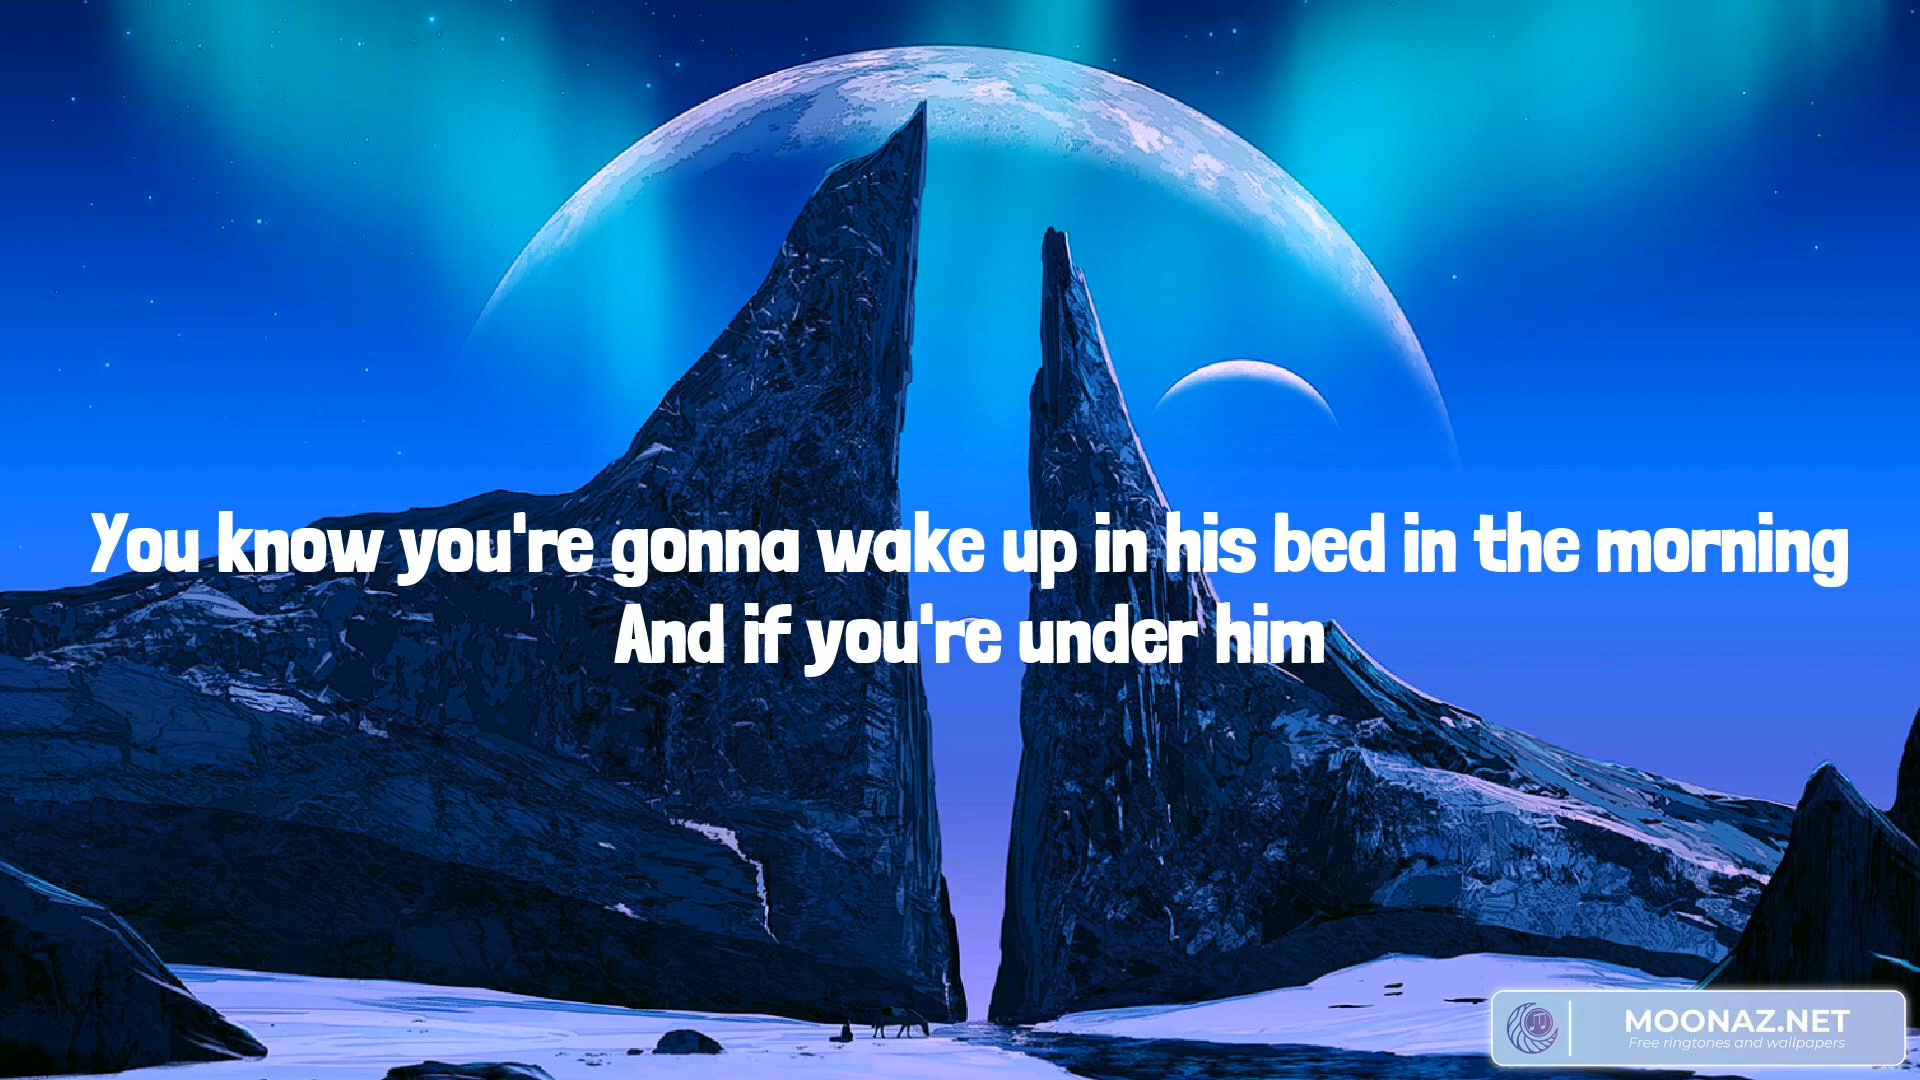 You know you're gonna wake up in his bed in the morning
And if you're under him
MOONAZ.NET
Free ringtones and wallpapers